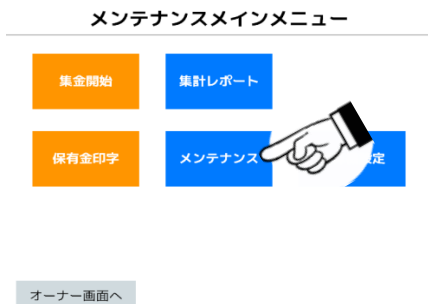 メンテナンスメインメニュー
集金開始
集計レポート
保有金印字
メンテナンス
定
オーナー画面へ